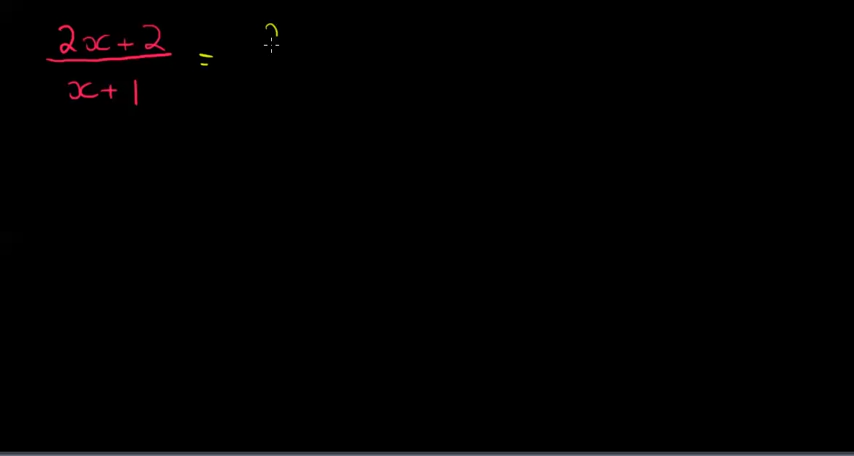 2x + 2 =
x + 1